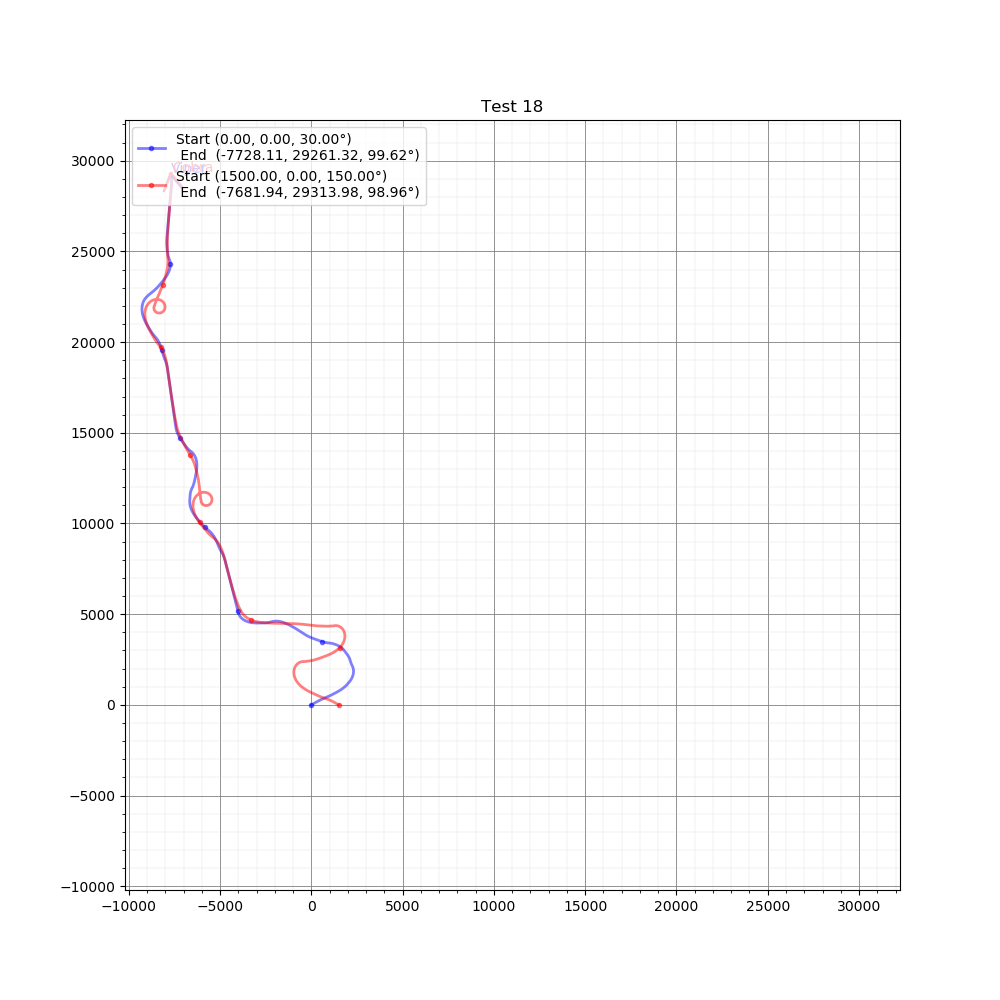 Test 18
Start (0.00, 0.00, 30.00°)
End (-7728.11, 29261.32, 99.62°)
Start (1500.00, 0.00, 150.00°)
End (-7681.94, 29313.98, 98.96°)
30000
25000
20000
15000
10000
5000
0
−5000
−10000
−10000 −5000 0 5000 10000 15000 20000 25000 30000